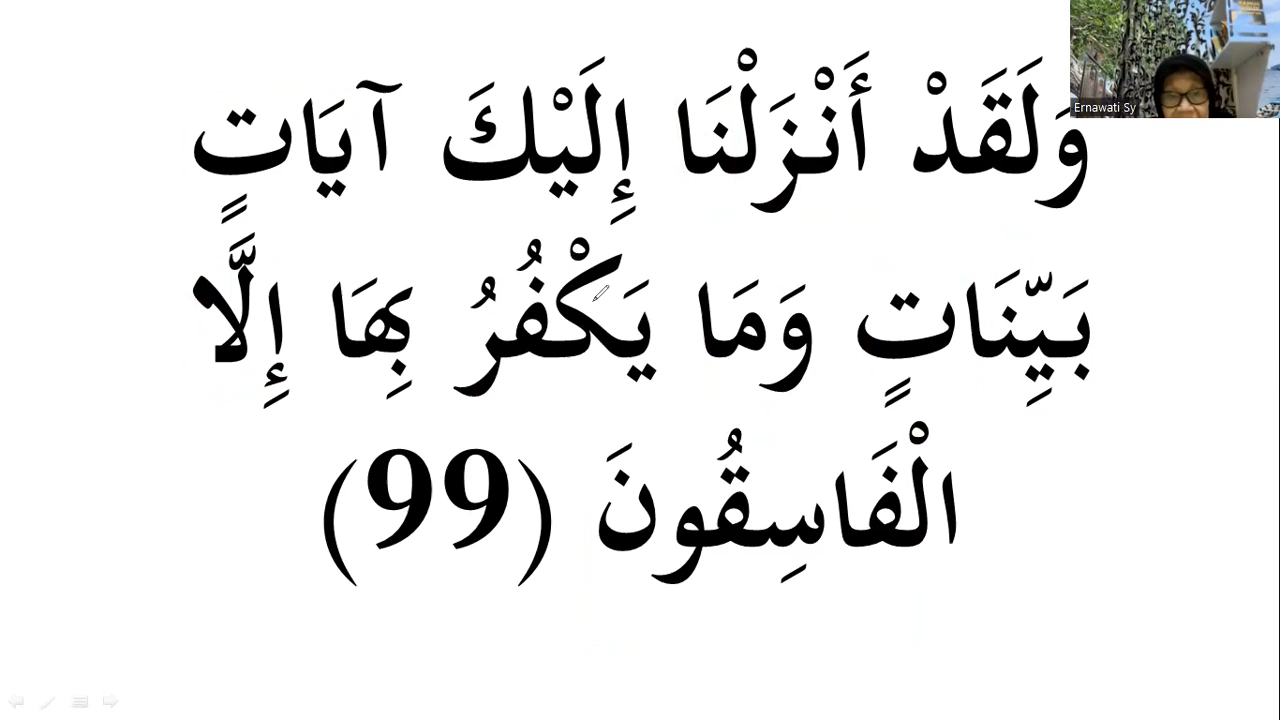 وَلَقَدْ أَنْزَلْنَا إِلَيْكَ آيَاتٍ
بَيِّنَاتٍ وَمَا يَكْفُرُ بِهَا إِلَّا
الْفَاسِقُونَ (99)
Ernawati Sy